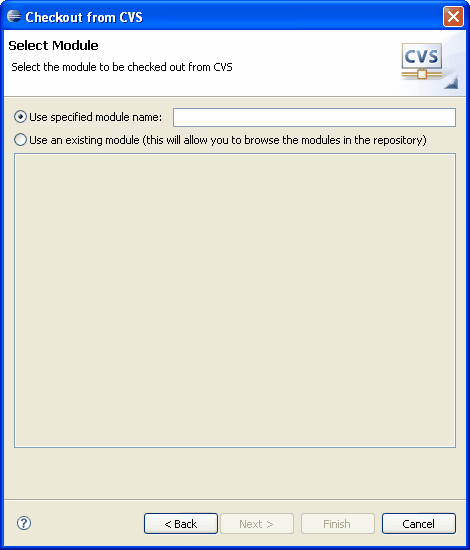 Checkout from CVS
Select Module
Select the module to be checked out from CVS
CVS
Use specified module name:
Use an existing module (this will allow you to browse the modules in the repository)
?
< Back
Next >
Finish
Cancel